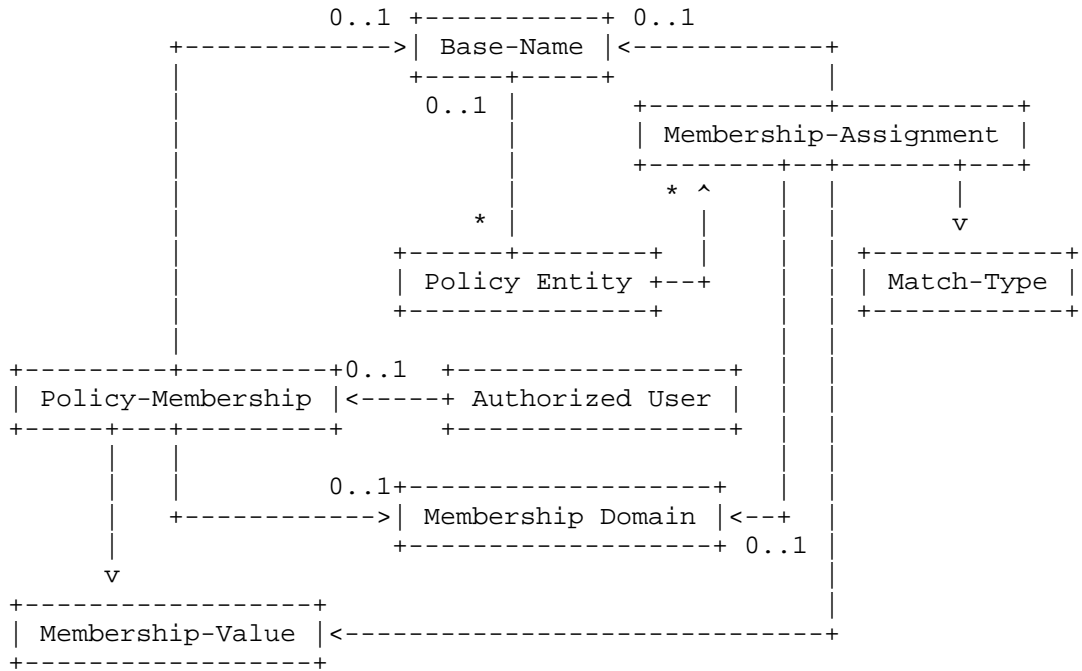 0..1 0..1
Base-Name
0..1
Membership-Assignment
*
*
v
Policy Entity Match-Type
0..1
Policy-Membership Authorized User
0..1
Membership Domain
0..1
v
Membership-Value